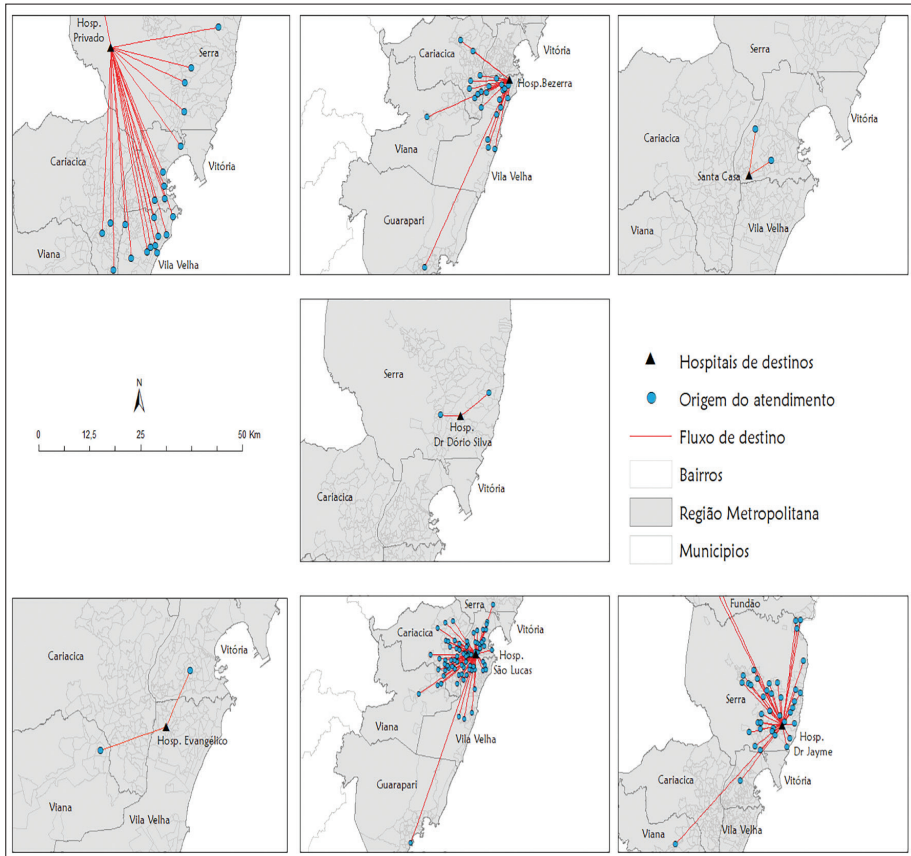 Hosp.
Privado
Serra
Cariacica
Vitória
Viana
Vila Velha
Vitória
Cariacica
Hosp.Bezerra
Viana
Vila Velha
Guarapari
Serra
Cariacica
Vitória
Santa Casa
Vila Velha
Viana
Serra
Hosp.
Dr Dório Silva
Vitória
Cariacica
N
0 12,5 25 50 Km
Hospitais de destinos
Origem do atendimento
Fluxo de destino
Bairros
Região Metropolitana
Municipios
Cariacica
Vitória
Hosp. Evangélico
Viana
Vila Velha
Serra
Cariacica
Vitória
Hosp.
São Lucas
Viana
Vila Velha
Guarapari
Fundão
Serra
Hosp.
Dr Jayme
Cariacica
Vitória
Viana
Vila Velha